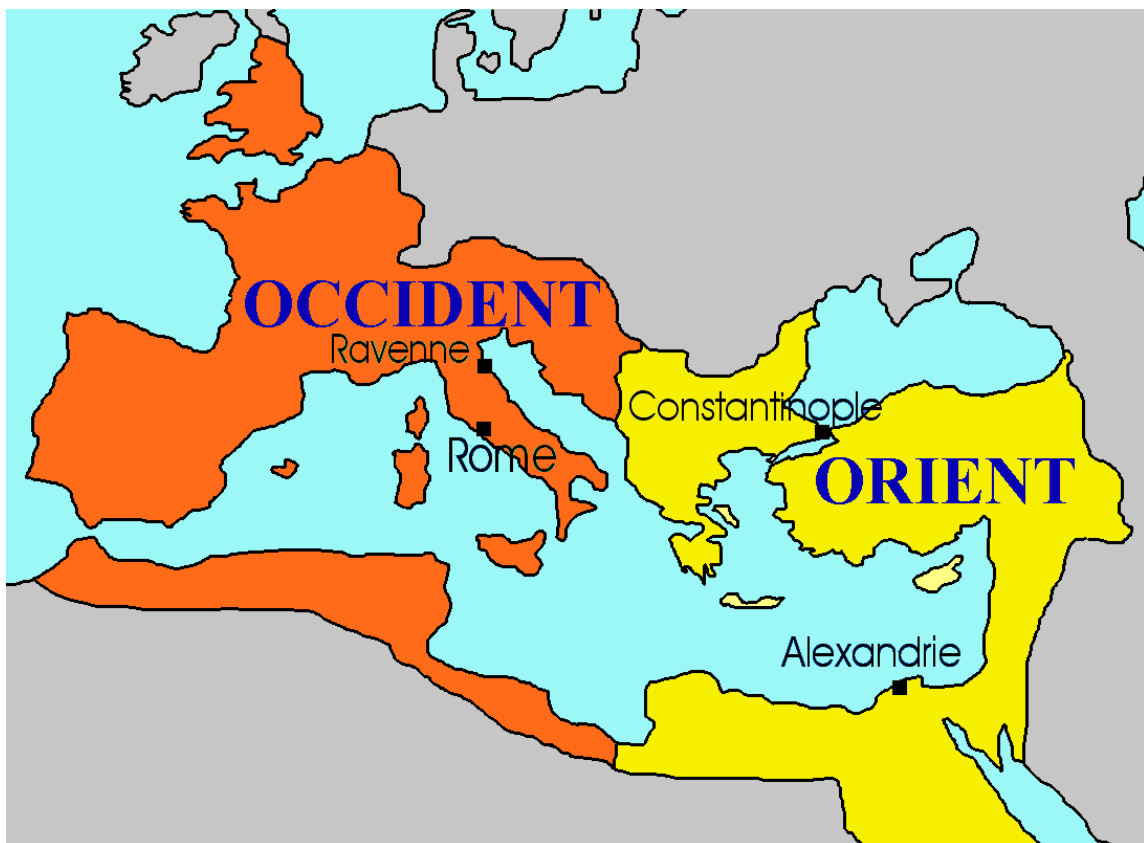 OCCIDENT
Ravenne
Constantinople
Rome
ORIENT
Alexandrie